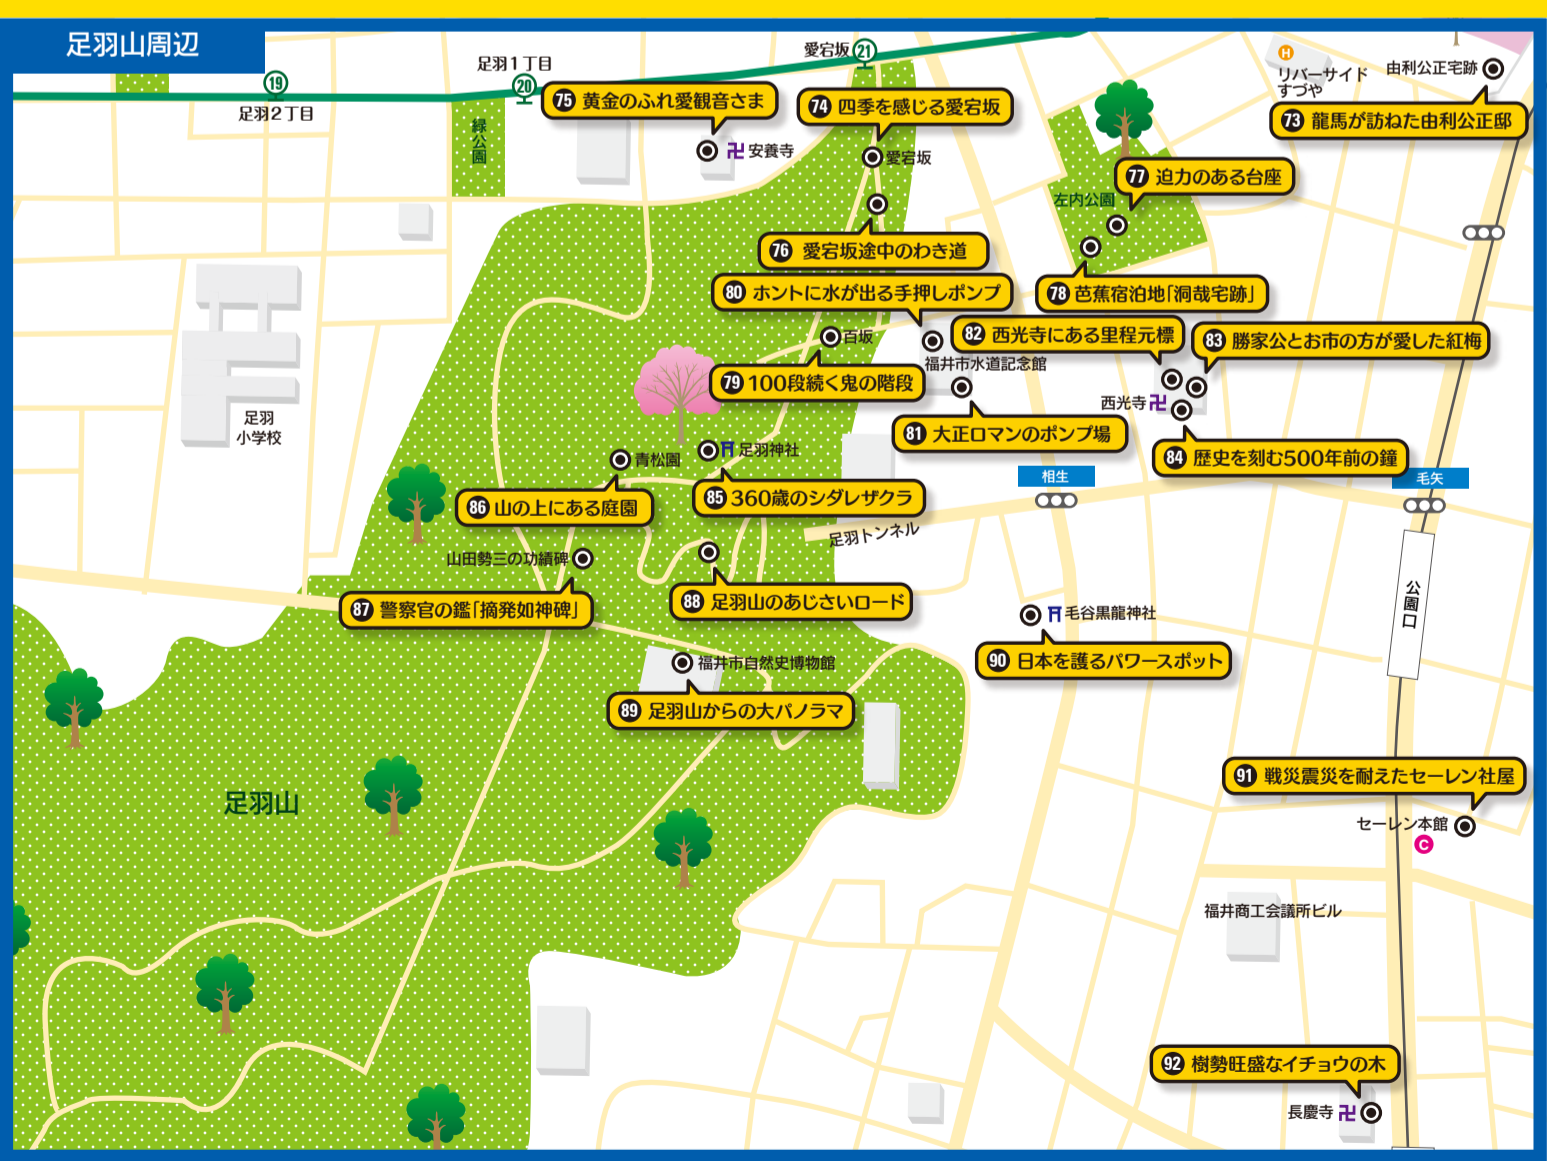 足羽山周辺
19
足羽2丁目
足羽1丁目
20
愛宕坂
21
緑公園
75 黄金のふれ愛観音さま
安養寺
74 四季を感じる愛宕坂
愛宕坂
H
リバーサイド
すづや
由利公正宅跡
73 龍馬が訪ねた由利公正邸
77 迫力のある台座
左内公園
76 愛宕坂途中のわき道
80 ホントに水が出る手押しポンプ
78 芭蕉宿泊地「洞哉宅跡」
百坂
福井市水道記念館
82 西光寺にある里程元標
83 勝家公とお市の方が愛した紅梅
79 100段続く鬼の階段
西光寺
81 大正ロマンのポンプ場
84 歴史を刻む500年前の鐘
足羽
小学校
青松園
足羽神社
相生
毛矢
86 山の上にある庭園
85 360歳のシダレザクラ
足羽トンネル
山田勢三の功績碑
87 警察官の鑑「摘発如神碑」
88 足羽山のあじさいロード
公園口
毛谷黒龍神社
90 日本を護るパワースポット
福井市自然史博物館
89 足羽山からの大パノラマ
足羽山
91 戦災震災を耐えたセーレン社屋
セーレン本館
C
福井商工会議所ビル
92 樹勢旺盛なイチョウの木
長慶寺